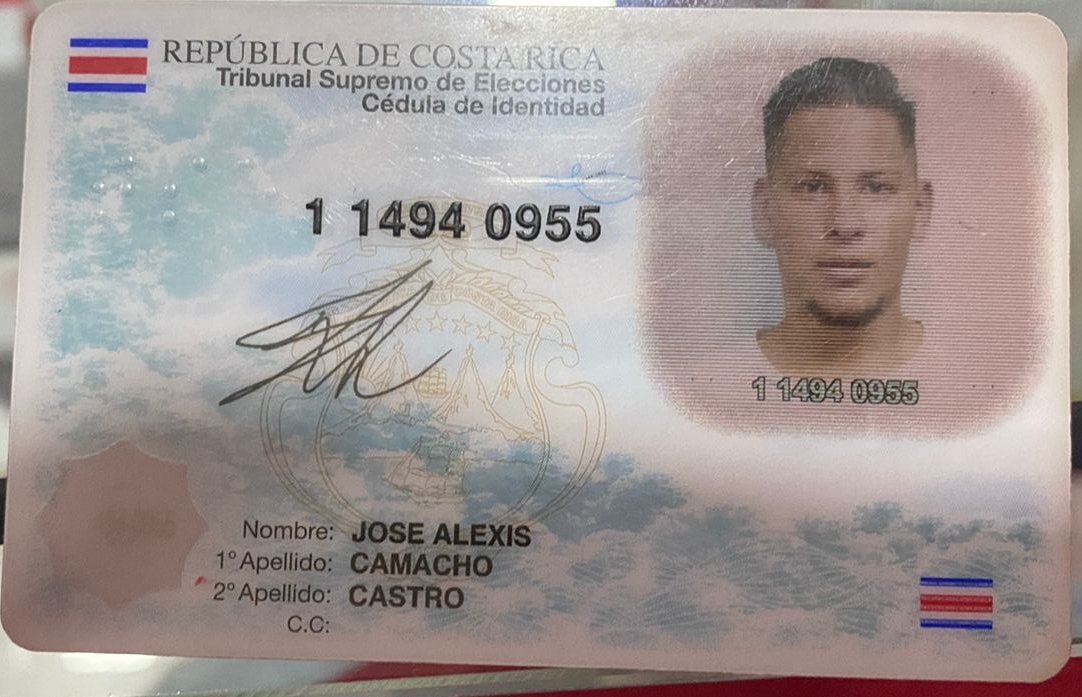 REPÚBLICA DE COSTA RICA
Tribunal Supremo de Elecciones
Cédula de Identidad
1 1494 0955
1 1494 0955
Nombre: JOSE ALEXIS
1° Apellido: CAMACHO
2° Apellido: CASTRO
C.C: